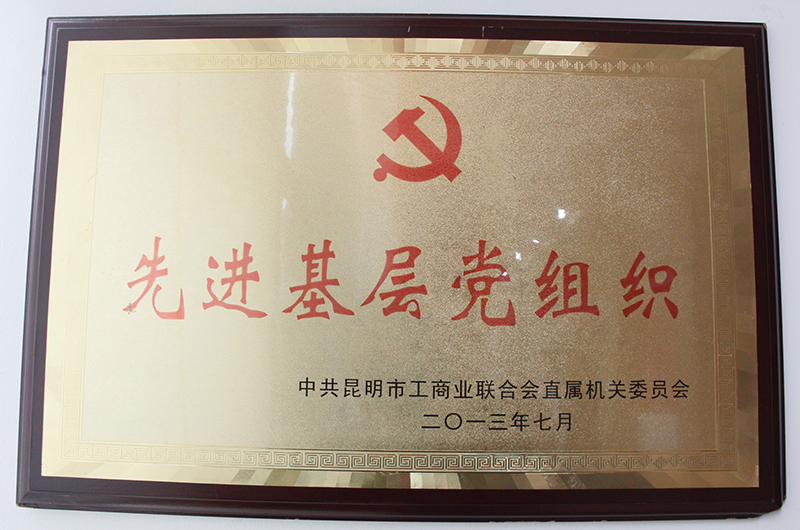 先进基层党组织
中共昆明市工商业联合会直属机关委员会
二〇一三年七月